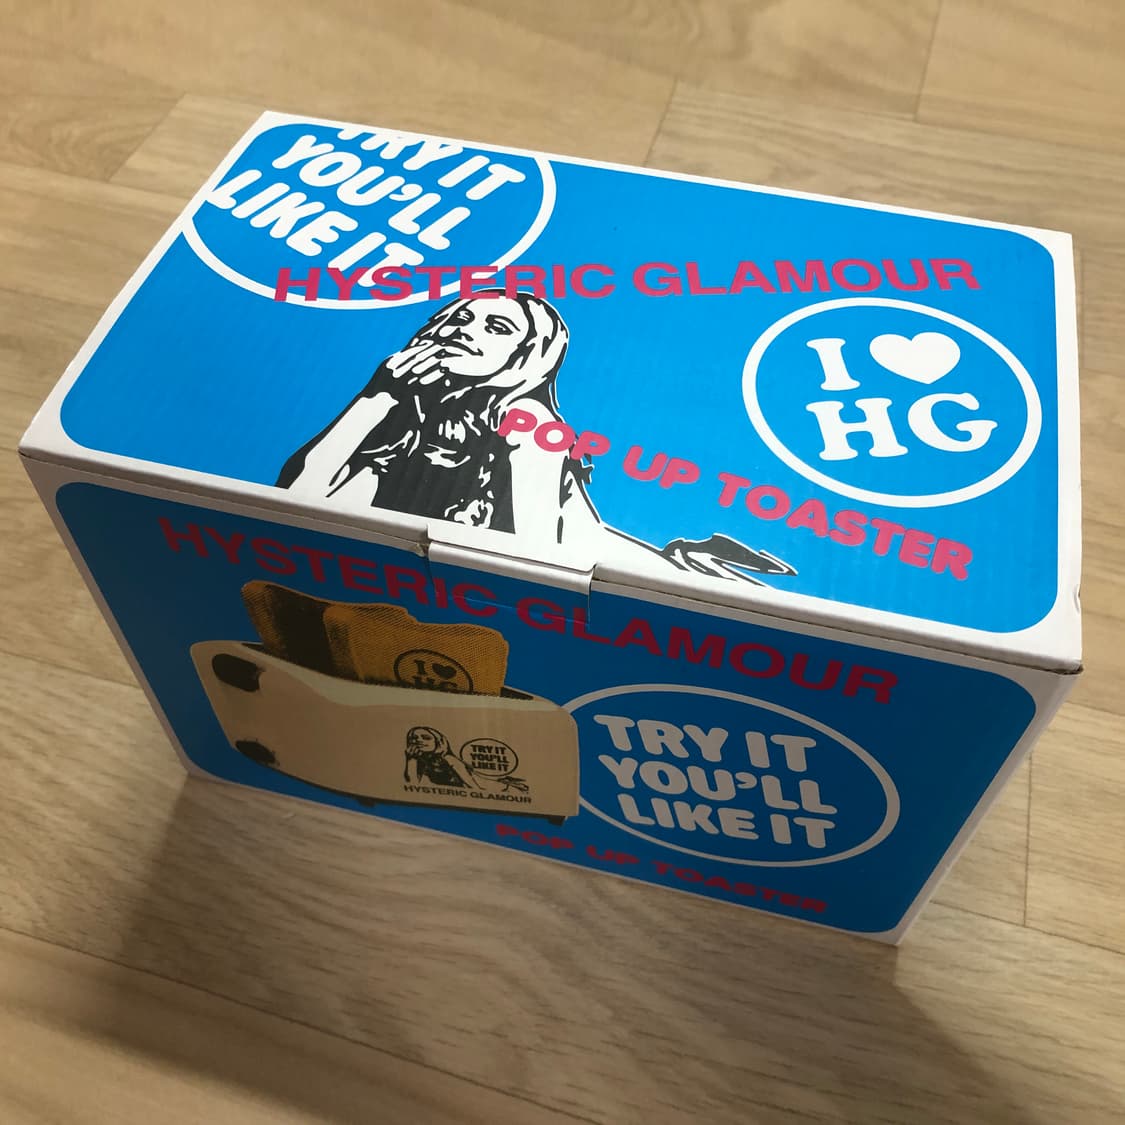 TRY IT
YOU'LL
LIKE IT
HYSTERIC GLAMOUR
I ♥
HG
POP UP TOASTER
HYSTERIC GLAMOUR
I ♥
HG
TRY IT
YOU'LL
LIKE IT
HYSTERIC GLAMOUR
TRY IT
YOU'LL
LIKE IT
POP UP TOASTER